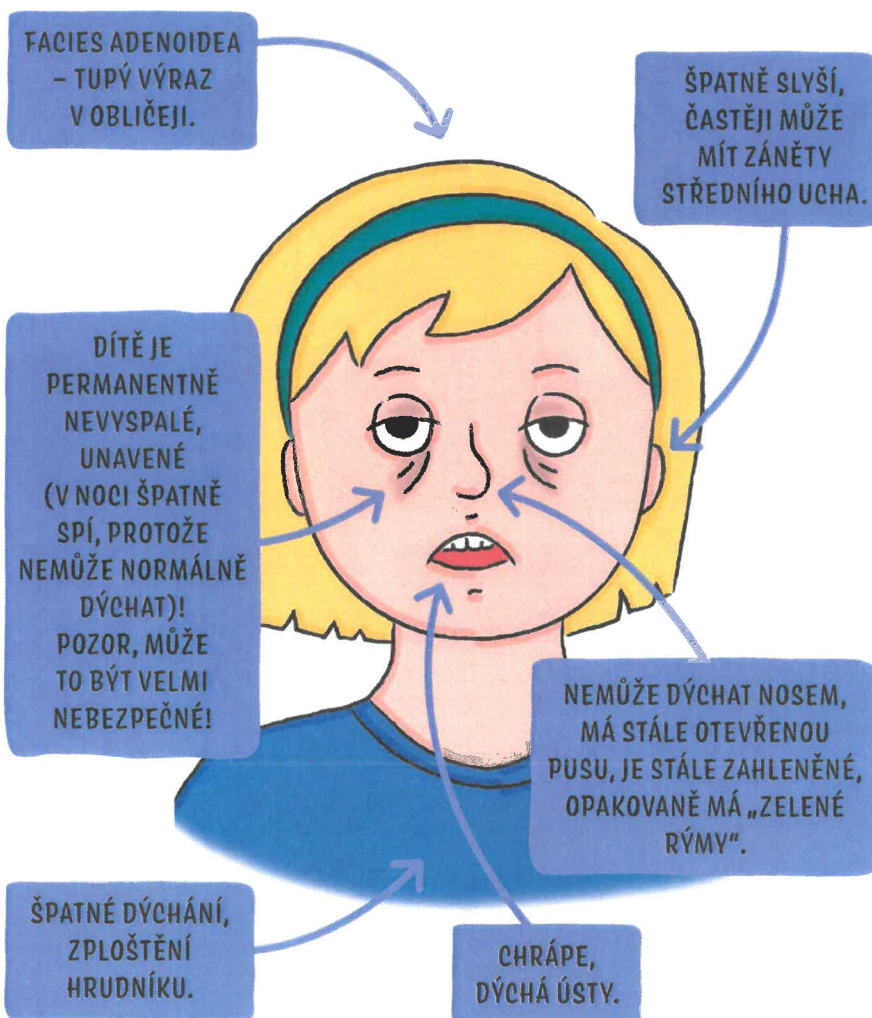 FACIES ADENOIDEA
– TUPÝ VÝRAZ
V OBLIČEJI.
ŠPATNĚ SLYŠÍ,
ČASTĚJI MŮŽE
MÍT ZÁNĚTY
STŘEDNÍHO UCHA.
DÍTĚ JE
PERMANENTNĚ
NEVYSPALÉ,
UNAVENÉ
(V NOCI ŠPATNĚ
SPÍ, PROTOŽE
NEMŮŽE NORMÁLNĚ
DÝCHAT)!
POZOR, MŮŽE
TO BÝT VELMI
NEBEZPEČNÉ!
NEMŮŽE DÝCHAT NOSEM,
MÁ STÁLE OTEVŘENOU
PUSU, JE STÁLE ZAHLENĚNÉ,
OPAKOVANĚ MÁ „ZELENÉ
RÝMY“.
ŠPATNÉ DÝCHÁNÍ,
ZPLOŠTĚNÍ
HRUDNÍKU.
CHRÁPE,
DÝCHÁ ÚSTY.